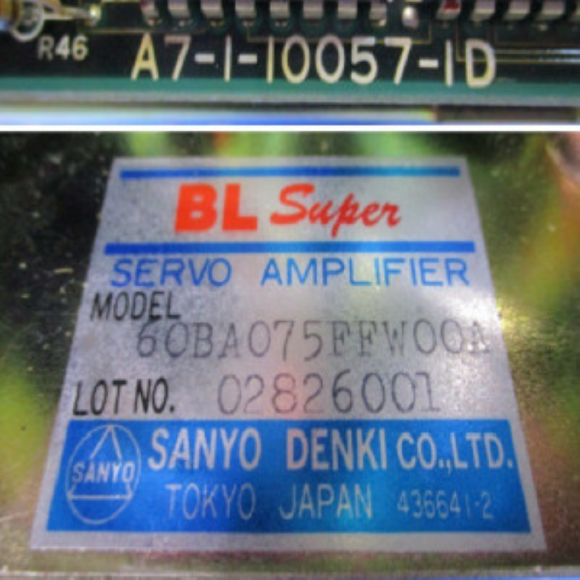 R46
A7-1-10057-1D
BL Super
SERVO AMPLIFIER
MODEL
60BA075FFW00A
LOT NO. 02826001
SANYO
SANYO DENKI CO.,LTD.
TOKYO JAPAN 436641-2